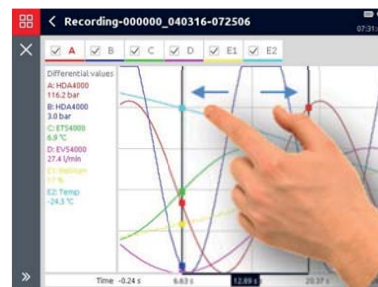 Recording-000000_040316-072506
07:31
A B C D E1 E2
Differential values
A: HDA4000
116.2 bar
B: HDA4000
3.0 bar
C: ETS4000
6.9 °C
D: EVS4000
27.4 l/min
E2: Temp
-24.3 °C
Time -0.24 s 6.63 s 12.89 s 20.37 s